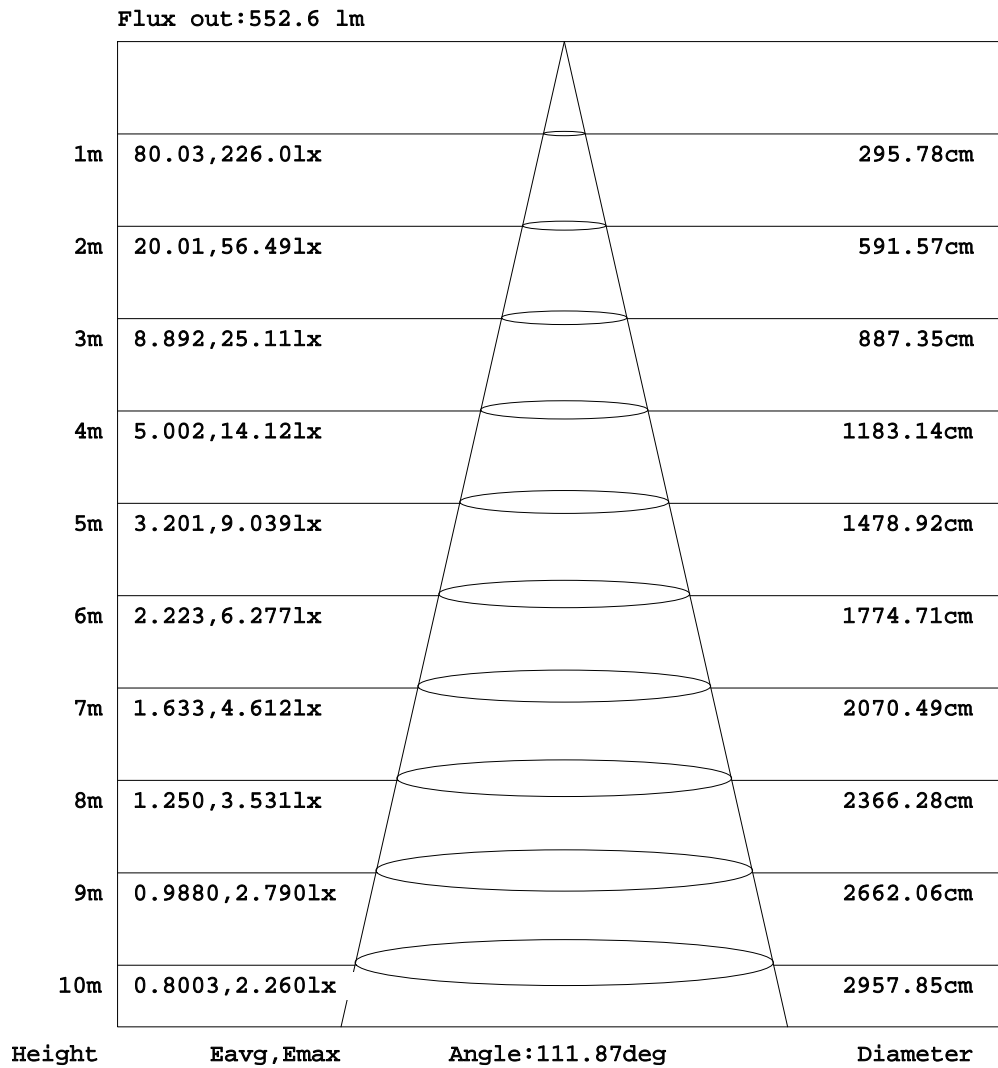 Flux out:552.6 lm
1m 80.03,226.0lx 295.78cm
2m 20.01,56.49lx 591.57cm
3m 8.892,25.11lx 887.35cm
4m 5.002,14.12lx 1183.14cm
5m 3.201,9.039lx 1478.92cm
6m 2.223,6.277lx 1774.71cm
7m 1.633,4.612lx 2070.49cm
8m 1.250,3.531lx 2366.28cm
9m 0.9880,2.790lx 2662.06cm
10m 0.8003,2.260lx 2957.85cm
Height Eavg,Emax Angle:111.87deg Diameter